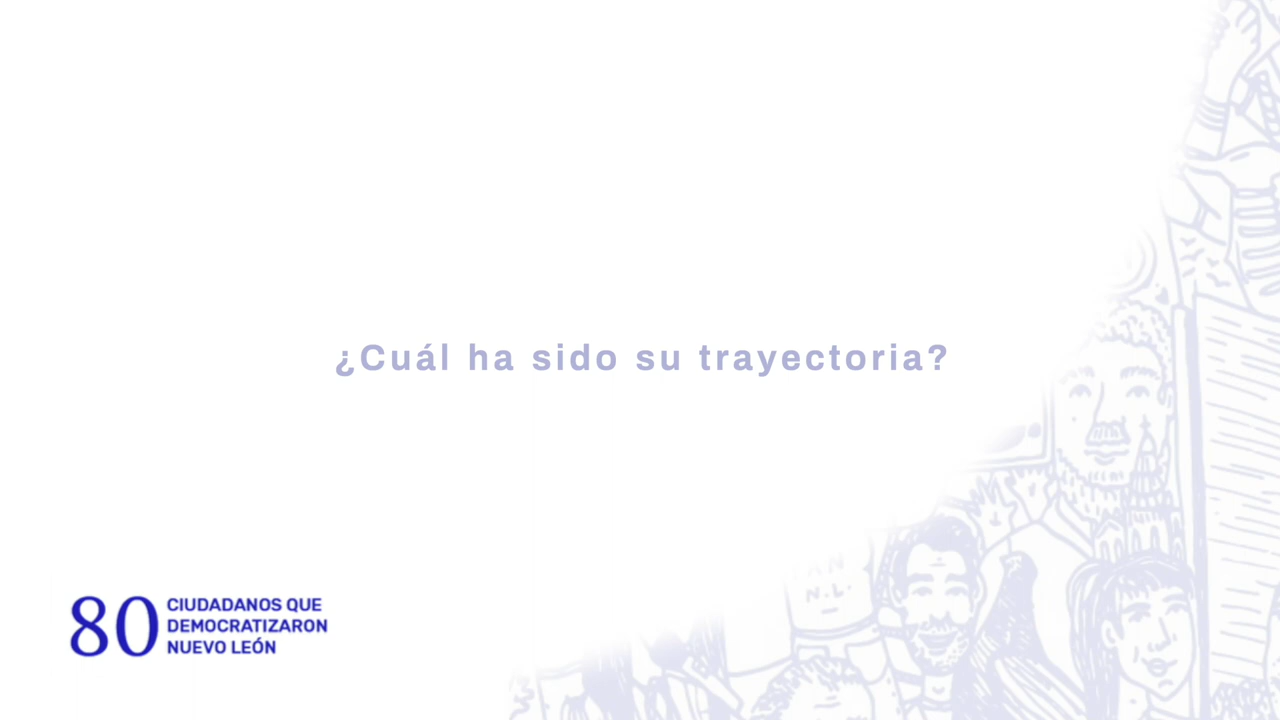 ¿Cuál ha sido su trayectoria?
N.L.
80 CIUDADANOS QUE
DEMOCRATIZARON
NUEVO LEÓN